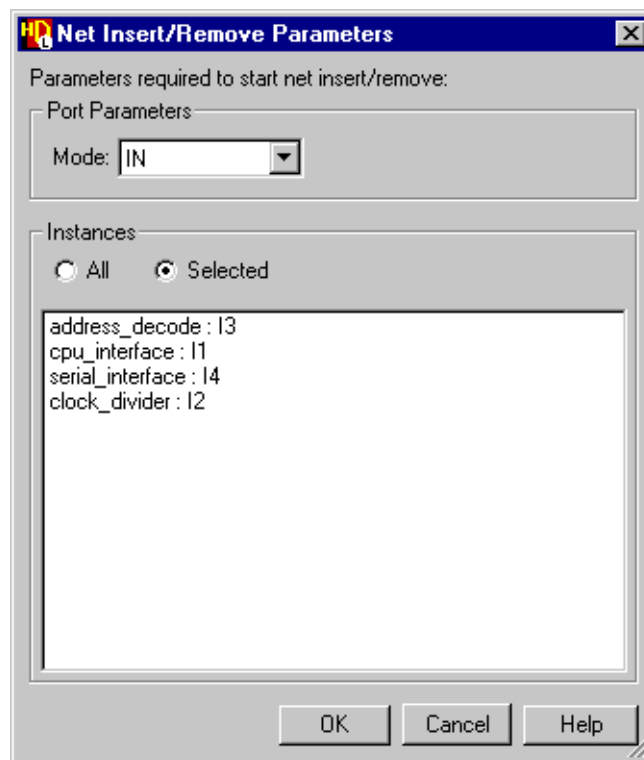 HDL Net Insert/Remove Parameters
Parameters required to start net insert/remove:
Port Parameters
Mode: IN
Instances
All Selected
address_decode : I3
cpu_interface : I1
serial_interface : I4
clock_divider : I2
OK Cancel Help